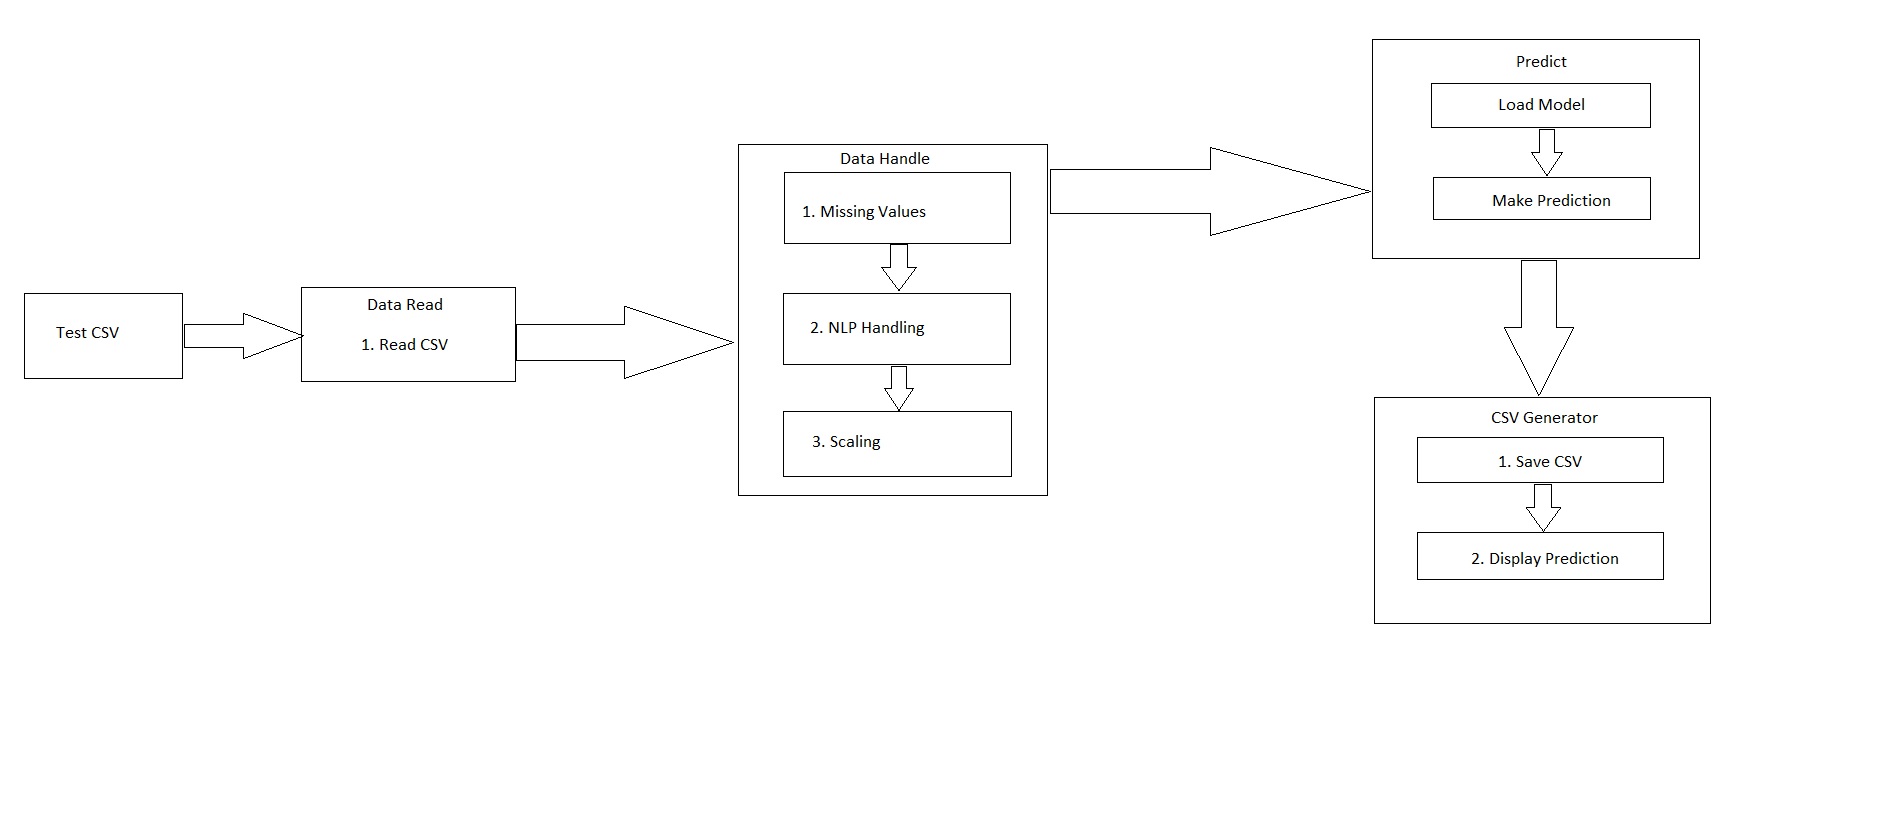 Test CSV
Data Read
1. Read CSV
Data Handle
1. Missing Values
2. NLP Handling
3. Scaling
Predict
Load Model
Make Prediction
CSV Generator
1. Save CSV
2. Display Prediction